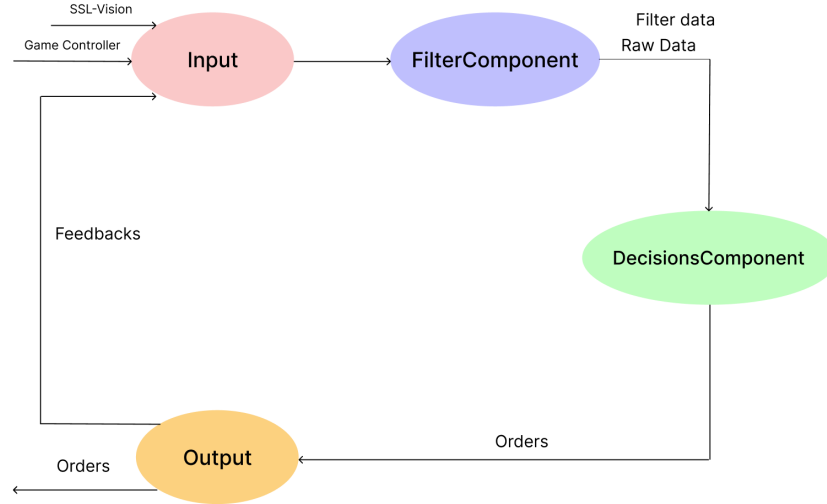 SSL-Vision
Game Controller
Input
FilterComponent
Filter data
Raw Data
Feedbacks
DecisionsComponent
Orders
Output
Orders